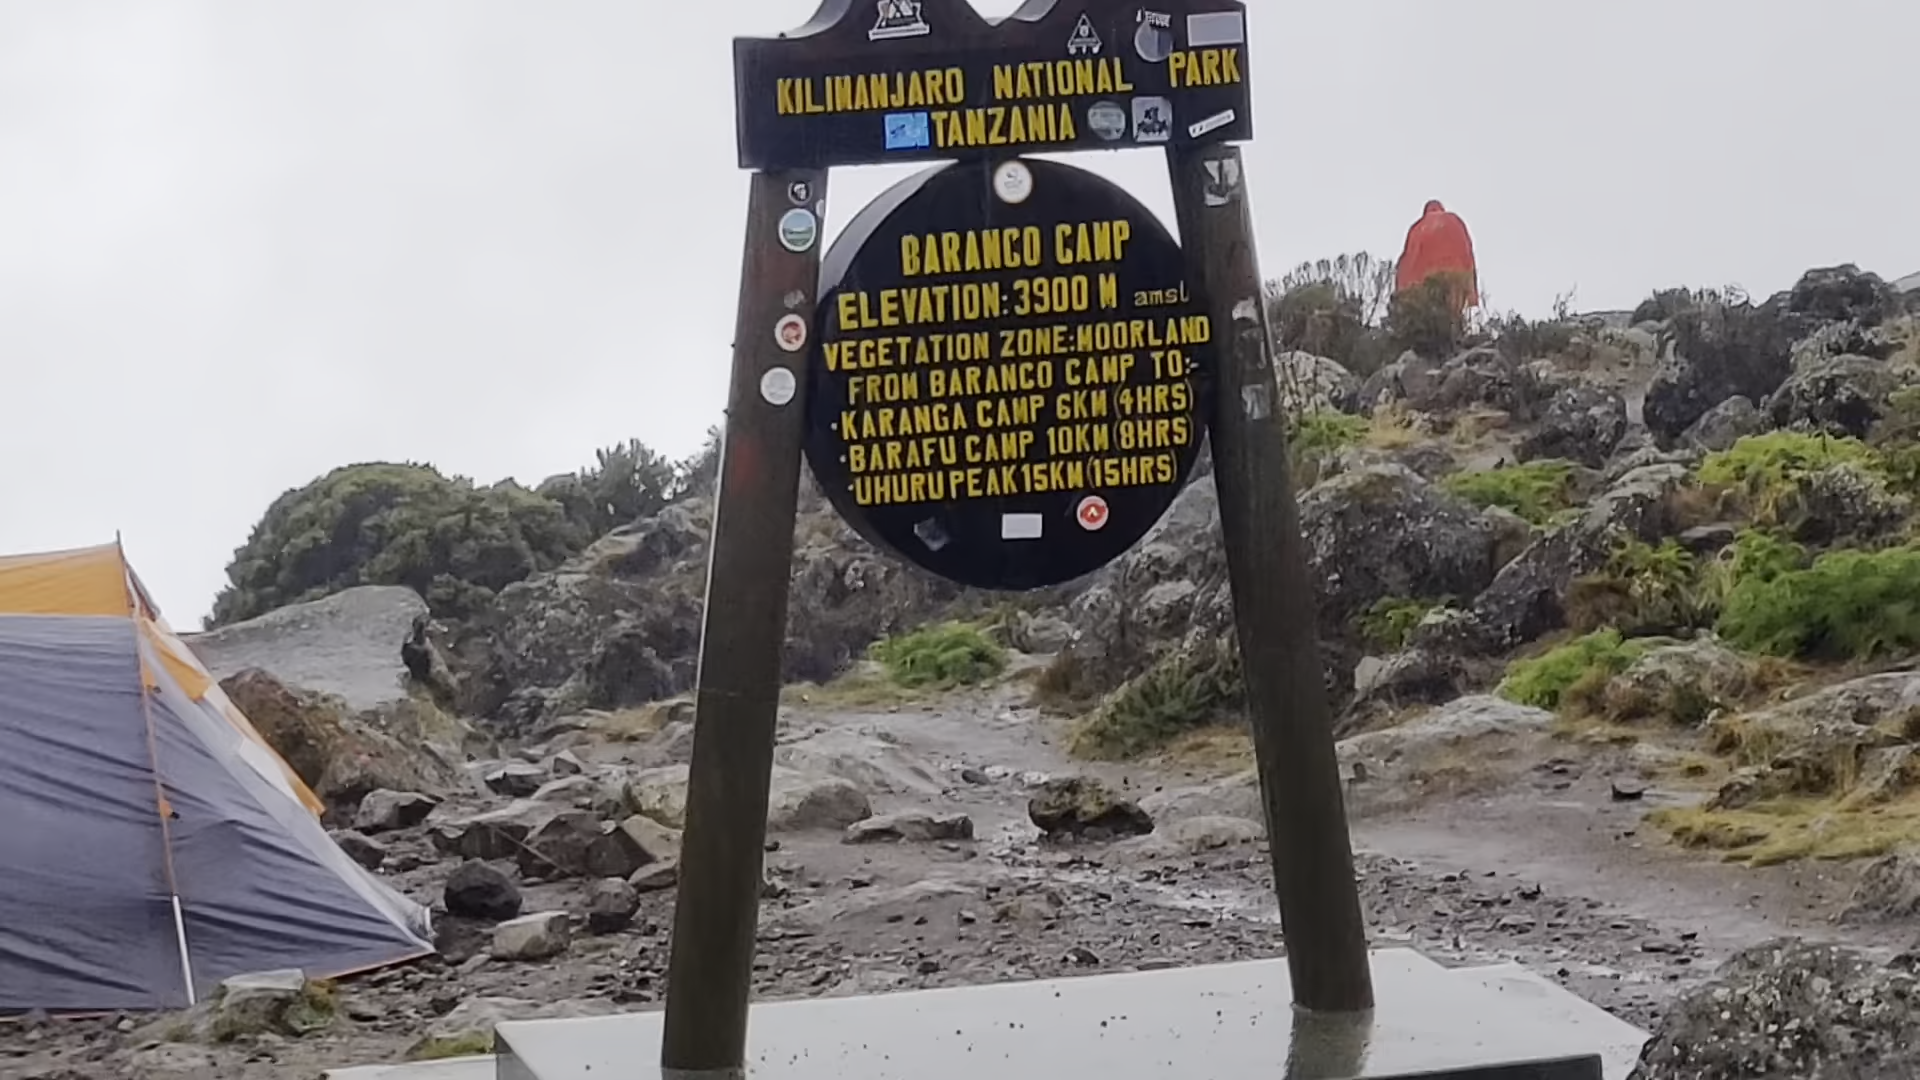 KILIMANJARO NATIONAL PARK
TANZANIA
BARANCO CAMP
ELEVATION: 3900 M amsl
VEGETATION ZONE: MOORLAND
FROM BARANCO CAMP TO:-
·KARANGA CAMP 6KM (4HRS)
·BARAFU CAMP 10KM (8HRS)
·UHURU PEAK 15KM (15HRS)